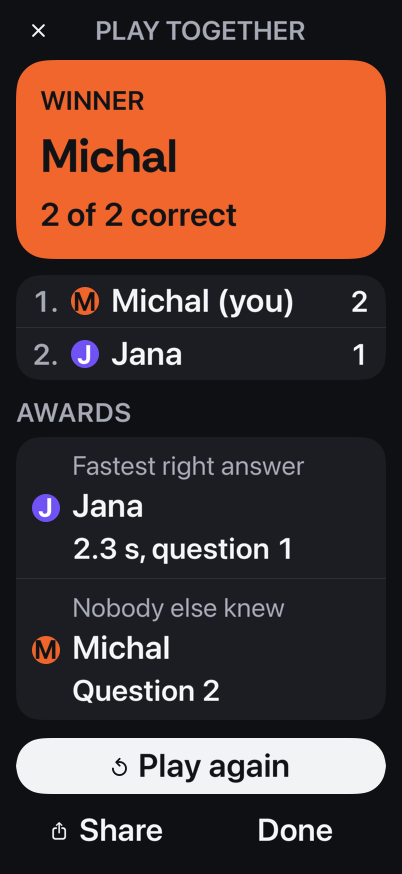 PLAY TOGETHER
WINNER
Michal
2 of 2 correct
1. M Michal (you) 2
2. J Jana 1
AWARDS
Fastest right answer
J Jana
2.3 s, question 1
Nobody else knew
M Michal
Question 2
Play again
Share Done